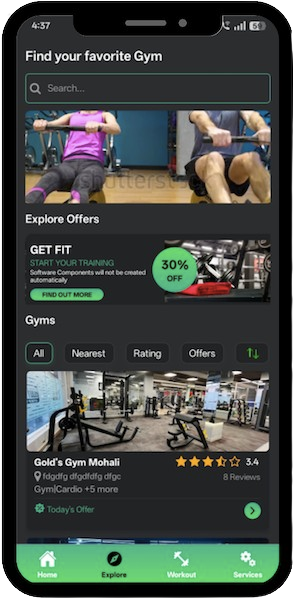 4:37
59
Find your favorite Gym
Search...
shutterstock
Explore Offers
GET FIT
START YOUR TRAINING
Software Components will not be created
automatically
FIND OUT MORE
30%
OFF
Gyms
All
Nearest
Rating
Offers
Gold's Gym Mohali
3.4
fdgdfg dfgdfdfg dfgc
8 Reviews
Gym|Cardio +5 more
Today's Offer
Home
Explore
Workout
Services